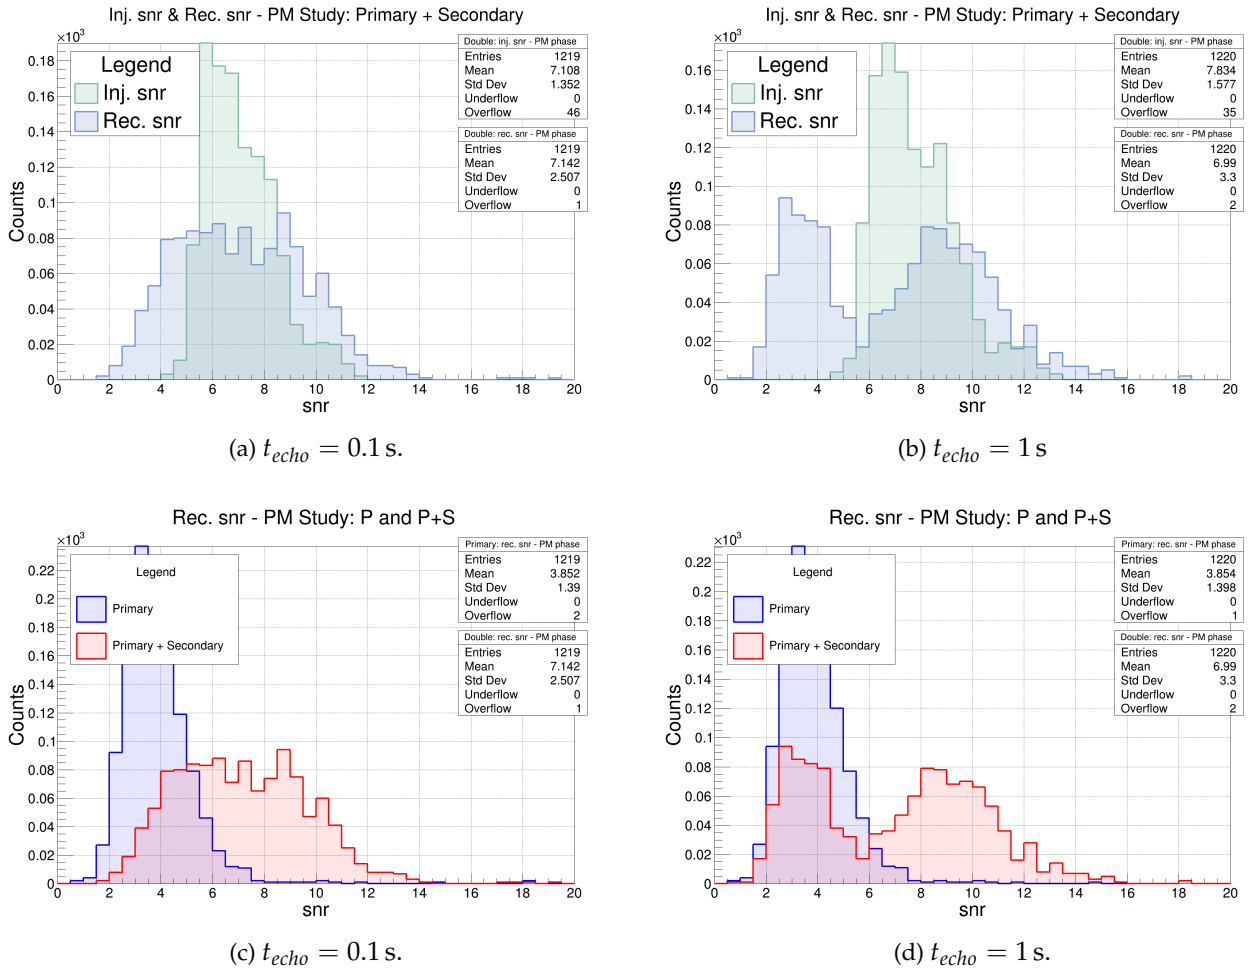 Inj. snr & Rec. snr - PM Study: Primary + Secondary
×10³
0.18
0.16
0.14
0.12
0.1
0.08
0.06
0.04
0.02
0
Counts
Legend
Inj. snr
Rec. snr
Double: inj. snr - PM phase
Entries 1219
Mean 7.108
Std Dev 1.352
Underflow 0
Overflow 46
Double: rec. snr - PM phase
Entries 1219
Mean 7.142
Std Dev 2.507
Underflow 0
Overflow 1
0 2 4 6 8 10 12 14 16 18 20
snr
(a) t_echo = 0.1 s.
Inj. snr & Rec. snr - PM Study: Primary + Secondary
×10³
0.16
0.14
0.12
0.1
0.08
0.06
0.04
0.02
0
Counts
Legend
Inj. snr
Rec. snr
Double: inj. snr - PM phase
Entries 1220
Mean 7.834
Std Dev 1.577
Underflow 0
Overflow 35
Double: rec. snr - PM phase
Entries 1220
Mean 6.99
Std Dev 3.3
Underflow 0
Overflow 2
0 2 4 6 8 10 12 14 16 18 20
snr
(b) t_echo = 1 s
Rec. snr - PM Study: P and P+S
×10³
0.22
0.2
0.18
0.16
0.14
0.12
0.1
0.08
0.06
0.04
0.02
0
Counts
Legend
Primary
Primary + Secondary
Primary: rec. snr - PM phase
Entries 1219
Mean 3.852
Std Dev 1.39
Underflow 0
Overflow 2
Double: rec. snr - PM phase
Entries 1219
Mean 7.142
Std Dev 2.507
Underflow 0
Overflow 1
0 2 4 6 8 10 12 14 16 18 20
snr
(c) t_echo = 0.1 s.
Rec. snr - PM Study: P and P+S
×10³
0.22
0.2
0.18
0.16
0.14
0.12
0.1
0.08
0.06
0.04
0.02
0
Counts
Legend
Primary
Primary + Secondary
Primary: rec. snr - PM phase
Entries 1220
Mean 3.854
Std Dev 1.398
Underflow 0
Overflow 1
Double: rec. snr - PM phase
Entries 1220
Mean 6.99
Std Dev 3.3
Underflow 0
Overflow 2
0 2 4 6 8 10 12 14 16 18 20
snr
(d) t_echo = 1 s.